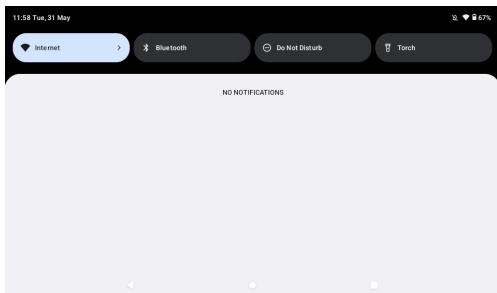 11:58 Tue, 31 May 67%
Internet Bluetooth Do Not Disturb Torch
NO NOTIFICATIONS